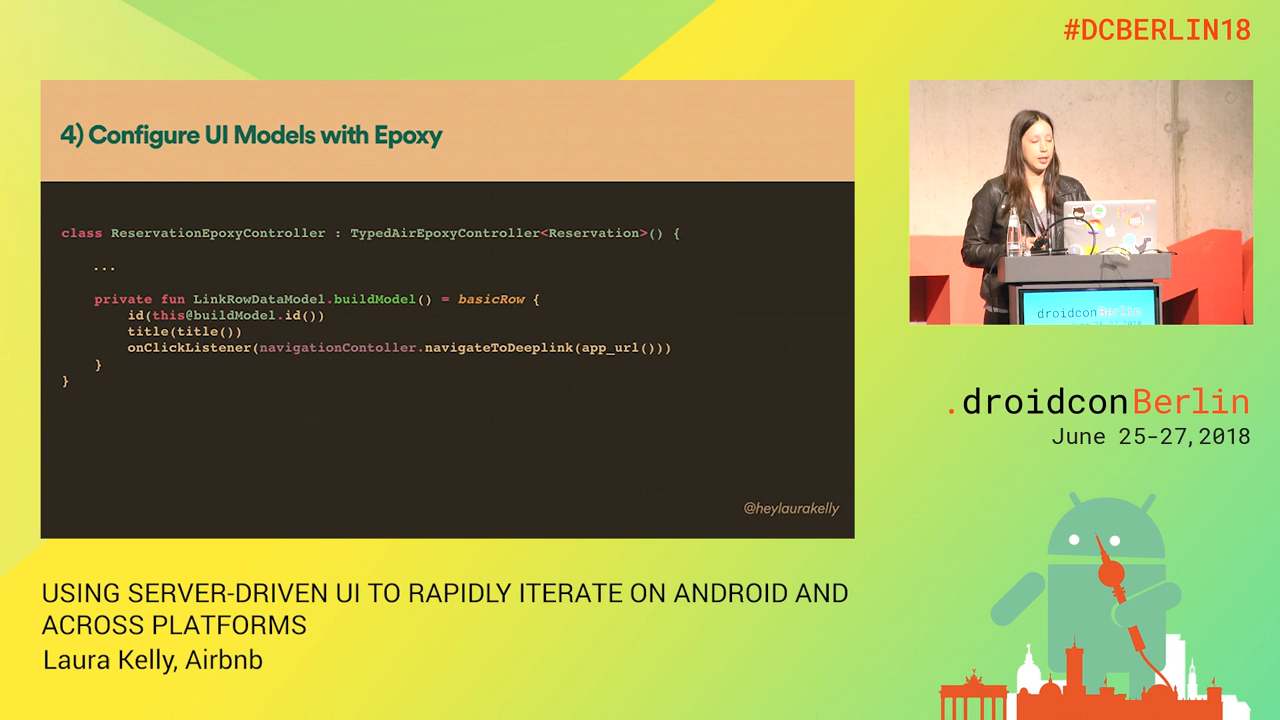 #DCBERLIN18
4) Configure UI Models with Epoxy
class ReservationEpoxyController : TypedAirEpoxyController<Reservation>() {
...
private fun LinkRowDataModel.buildModel() = basicRow {
id(this@buildModel.id())
title(title())
onClickListener(navigationContoller.navigateToDeeplink(app_url()))
}
}
@heylaurakelly
droidconBerlin
.droidconBerlin
June 25-27, 2018
USING SERVER-DRIVEN UI TO RAPIDLY ITERATE ON ANDROID AND
ACROSS PLATFORMS
Laura Kelly, Airbnb